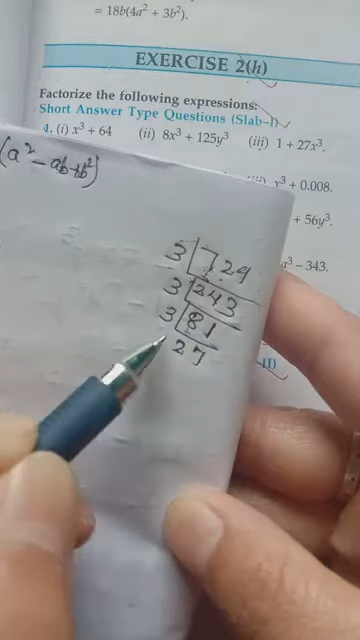 = 18b(4a² + 3b²).
EXERCISE 2(h)
Factorize the following expressions:
Short Answer Type Questions (Slab–I)
1. (i) x³ + 64 (ii) 8x³ + 125y³ (iii) 1 + 27x³.
x³ + 0.008.
+ 56y³.
a³ − 343.
II)
(a² − ab + b²)
3 729
3 243
3 81
27